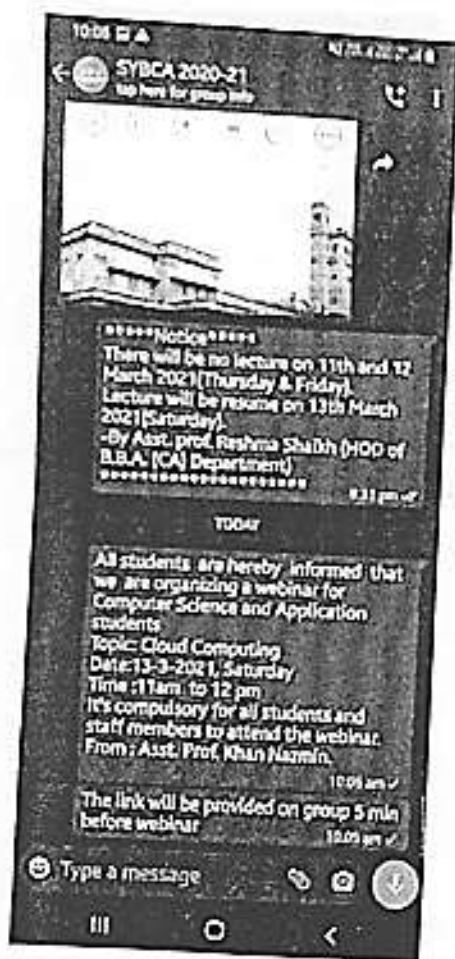 10:06
SYBCA 2020-21
tap here for group info
*****Notice*****
There will be no lecture on 11th and 12
March 2021(Thursday & Friday).
Lecture will be resume on 13th March
2021(Saturday).
-By Asst. prof. Reshma Shaikh (HOD of
B.B.A. (CA) Department)
*********************
9:31 pm
TODAY
All students are hereby informed that
we are organizing a webinar for
Computer Science and Application
students
Topic: Cloud Computing
Date:13-3-2021, Saturday
Time :11am to 12 pm
It's compulsory for all students and
staff members to attend the webinar.
From : Asst. Prof. Khan Nazmin.
10:05 am
The link will be provided on group 5 min
before webinar
10:05 am
Type a message